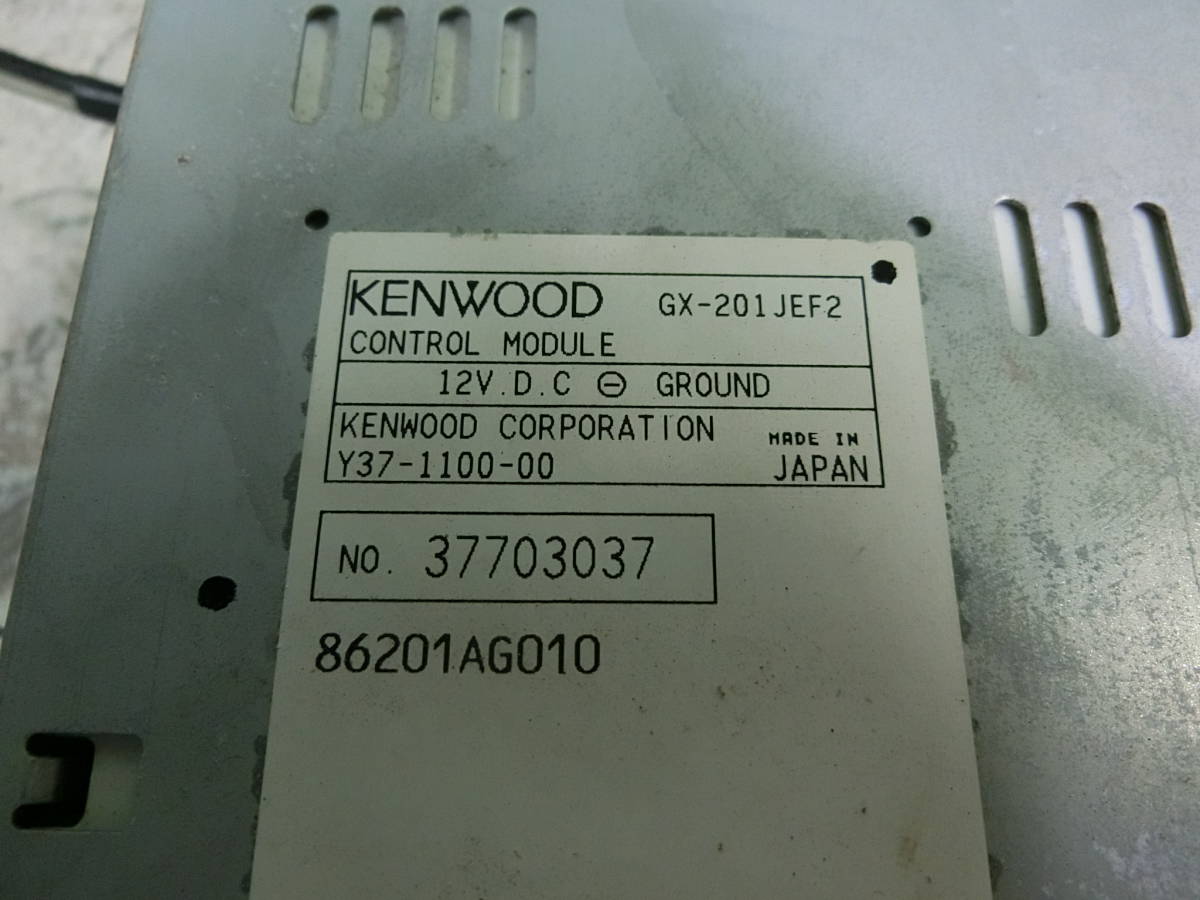 KENWOOD GX-201JEF2
CONTROL MODULE
12V.D.C ⊖ GROUND
KENWOOD CORPORATION
MADE IN
Y37-1100-00 JAPAN
NO. 37703037
86201AG010